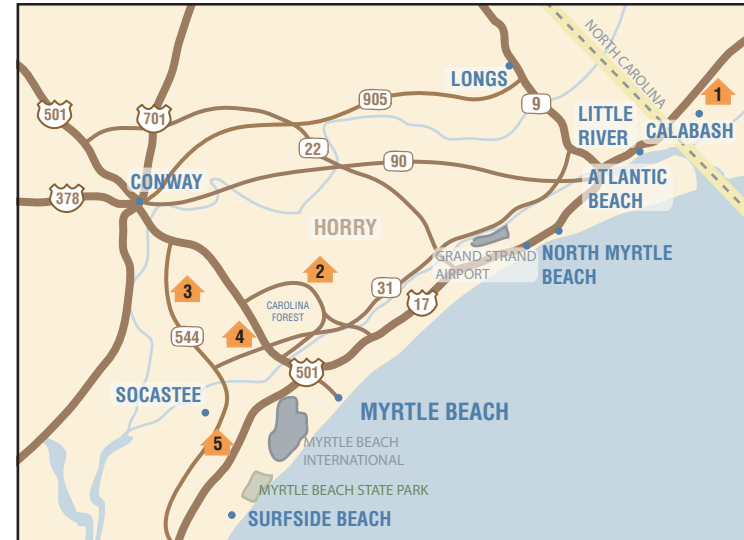 NORTH CAROLINA
LONGS
1
905
9
501
701
LITTLE
RIVER
CALABASH
22
90
ATLANTIC
BEACH
CONWAY
378
HORRY
GRAND STRAND
AIRPORT
NORTH MYRTLE
BEACH
2
3
31
17
CAROLINA
FOREST
544
4
501
SOCASTEE
MYRTLE BEACH
5
MYRTLE BEACH
INTERNATIONAL
MYRTLE BEACH STATE PARK
SURFSIDE BEACH